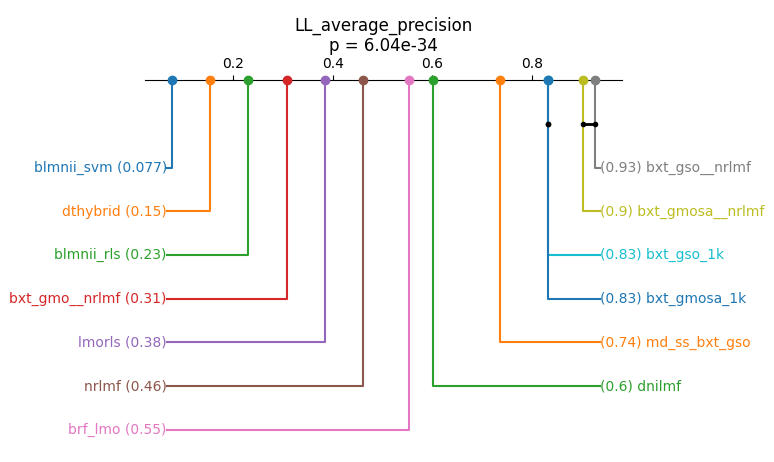 LL_average_precision
p = 6.04e-34
0.2 0.4 0.6 0.8
blmnii_svm (0.077)
(0.93) bxt_gso__nrlmf
dthybrid (0.15)
(0.9) bxt_gmosa__nrlmf
blmnii_rls (0.23)
(0.83) bxt_gso_1k
bxt_gmo__nrlmf (0.31)
(0.83) bxt_gmosa_1k
lmorls (0.38)
(0.74) md_ss_bxt_gso
nrlmf (0.46)
(0.6) dnilmf
brf_lmo (0.55)